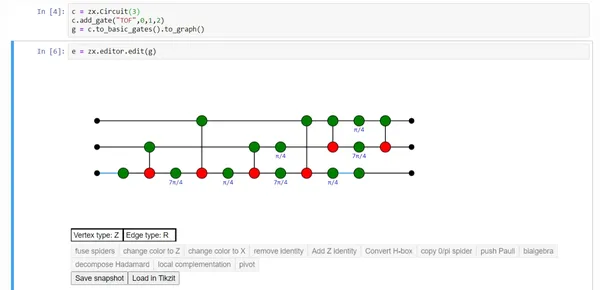 In [4]: c = zx.Circuit(3)
c.add_gate("TOF",0,1,2)
g = c.to_basic_gates().to_graph()
In [6]: e = zx.editor.edit(g)
π/4
π/4 7π/4
7π/4 π/4 7π/4 π/4
Vertex type: Z Edge type: R
fuse spiders change color to Z change color to X remove identity Add Z identity Convert H-box copy 0/pi spider push Pauli bialgebra
decompose Hadamard local complementation pivot
Save snapshot Load in Tikzit